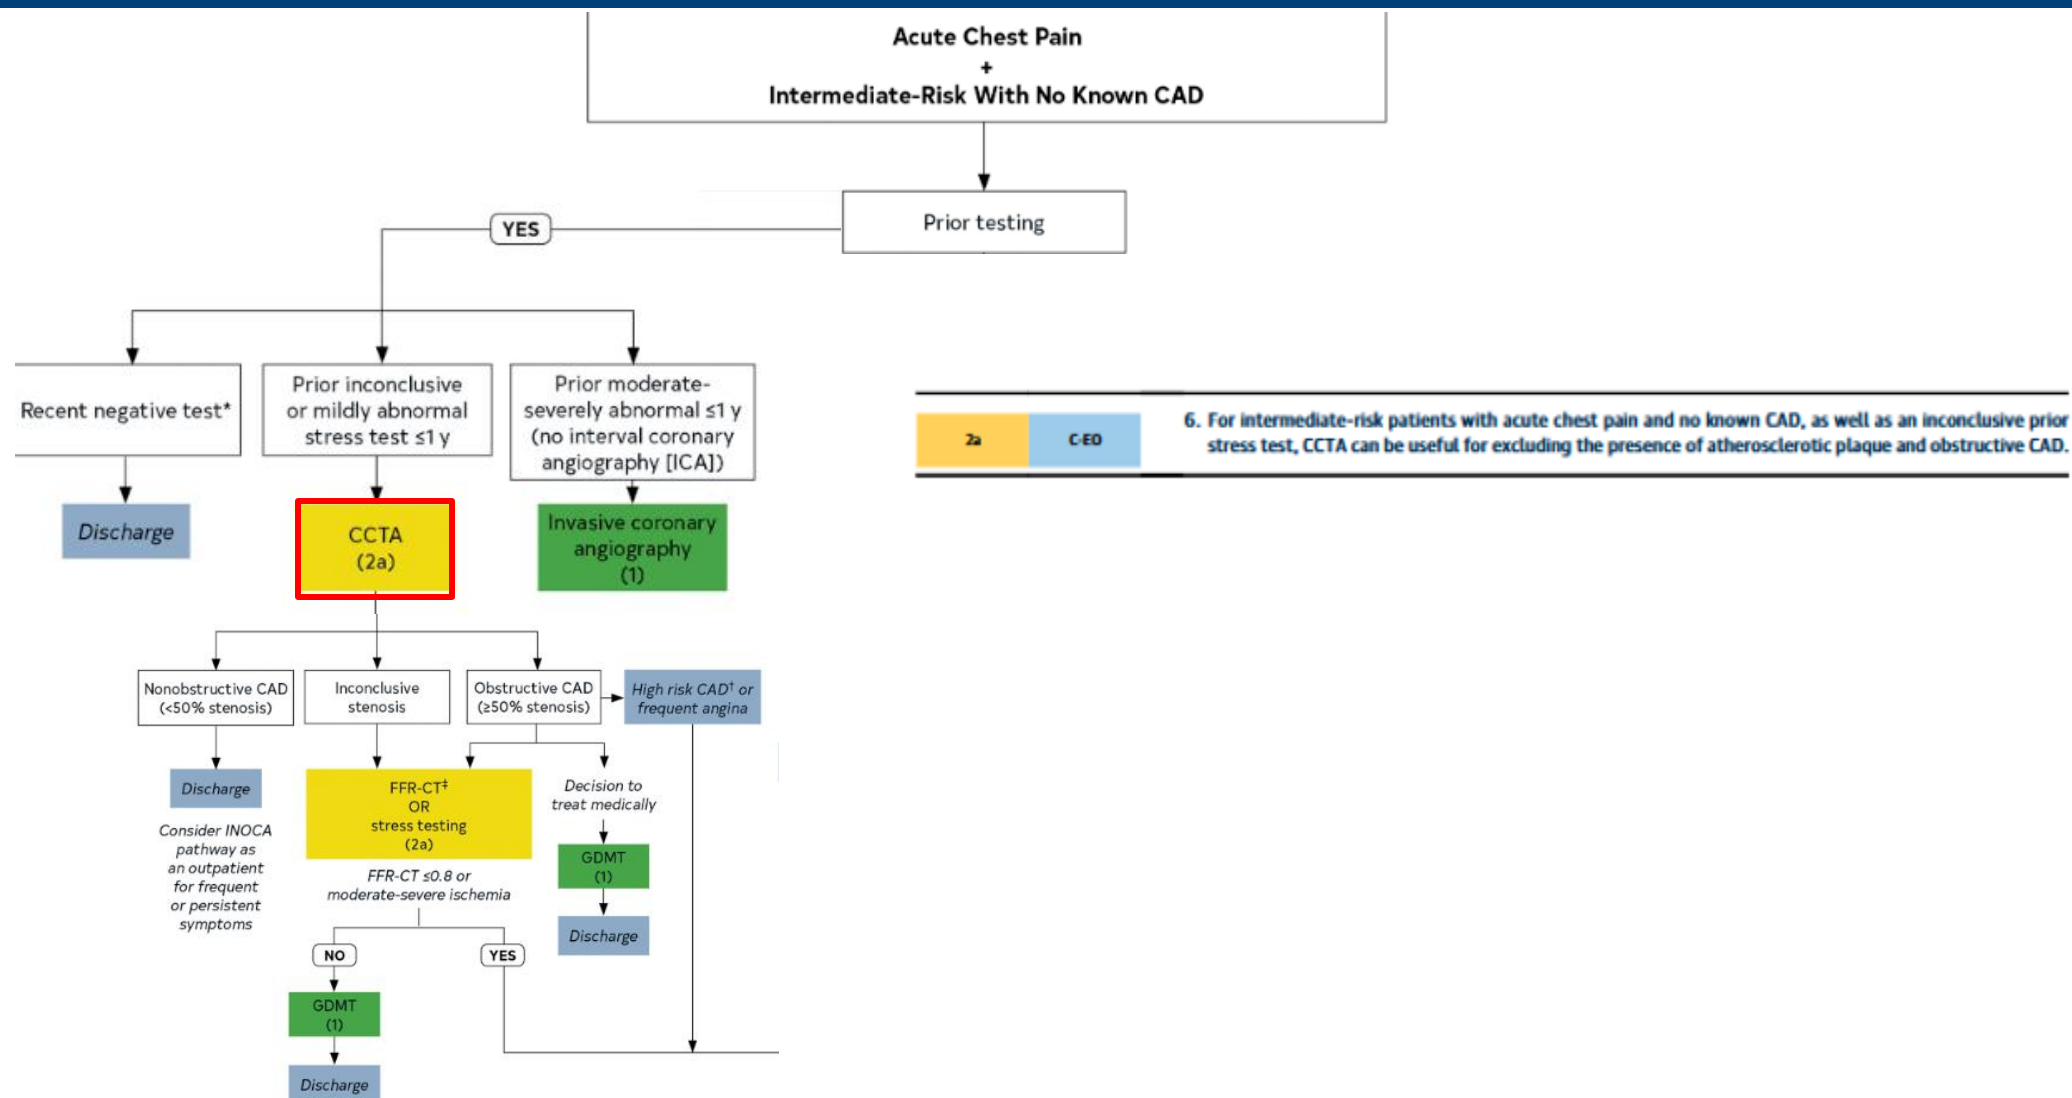 Acute Chest Pain
+
Intermediate-Risk With No Known CAD
Prior testing
YES
Recent negative test*
Prior inconclusive
or mildly abnormal
stress test ≤1 y
Prior moderate-
severely abnormal ≤1 y
(no interval coronary
angiography [ICA])
Discharge
CCTA
(2a)
Invasive coronary
angiography
(1)
2a
C-EO
6. For intermediate-risk patients with acute chest pain and no known CAD, as well as an inconclusive prior
stress test, CCTA can be useful for excluding the presence of atherosclerotic plaque and obstructive CAD.
Nonobstructive CAD
(<50% stenosis)
Inconclusive
stenosis
Obstructive CAD
(≥50% stenosis)
High risk CAD† or
frequent angina
Discharge
Consider INOCA
pathway as
an outpatient
for frequent
or persistent
symptoms
FFR-CT‡
OR
stress testing
(2a)
Decision to
treat medically
GDMT
(1)
Discharge
FFR-CT ≤0.8 or
moderate-severe ischemia
NO
YES
GDMT
(1)
Discharge